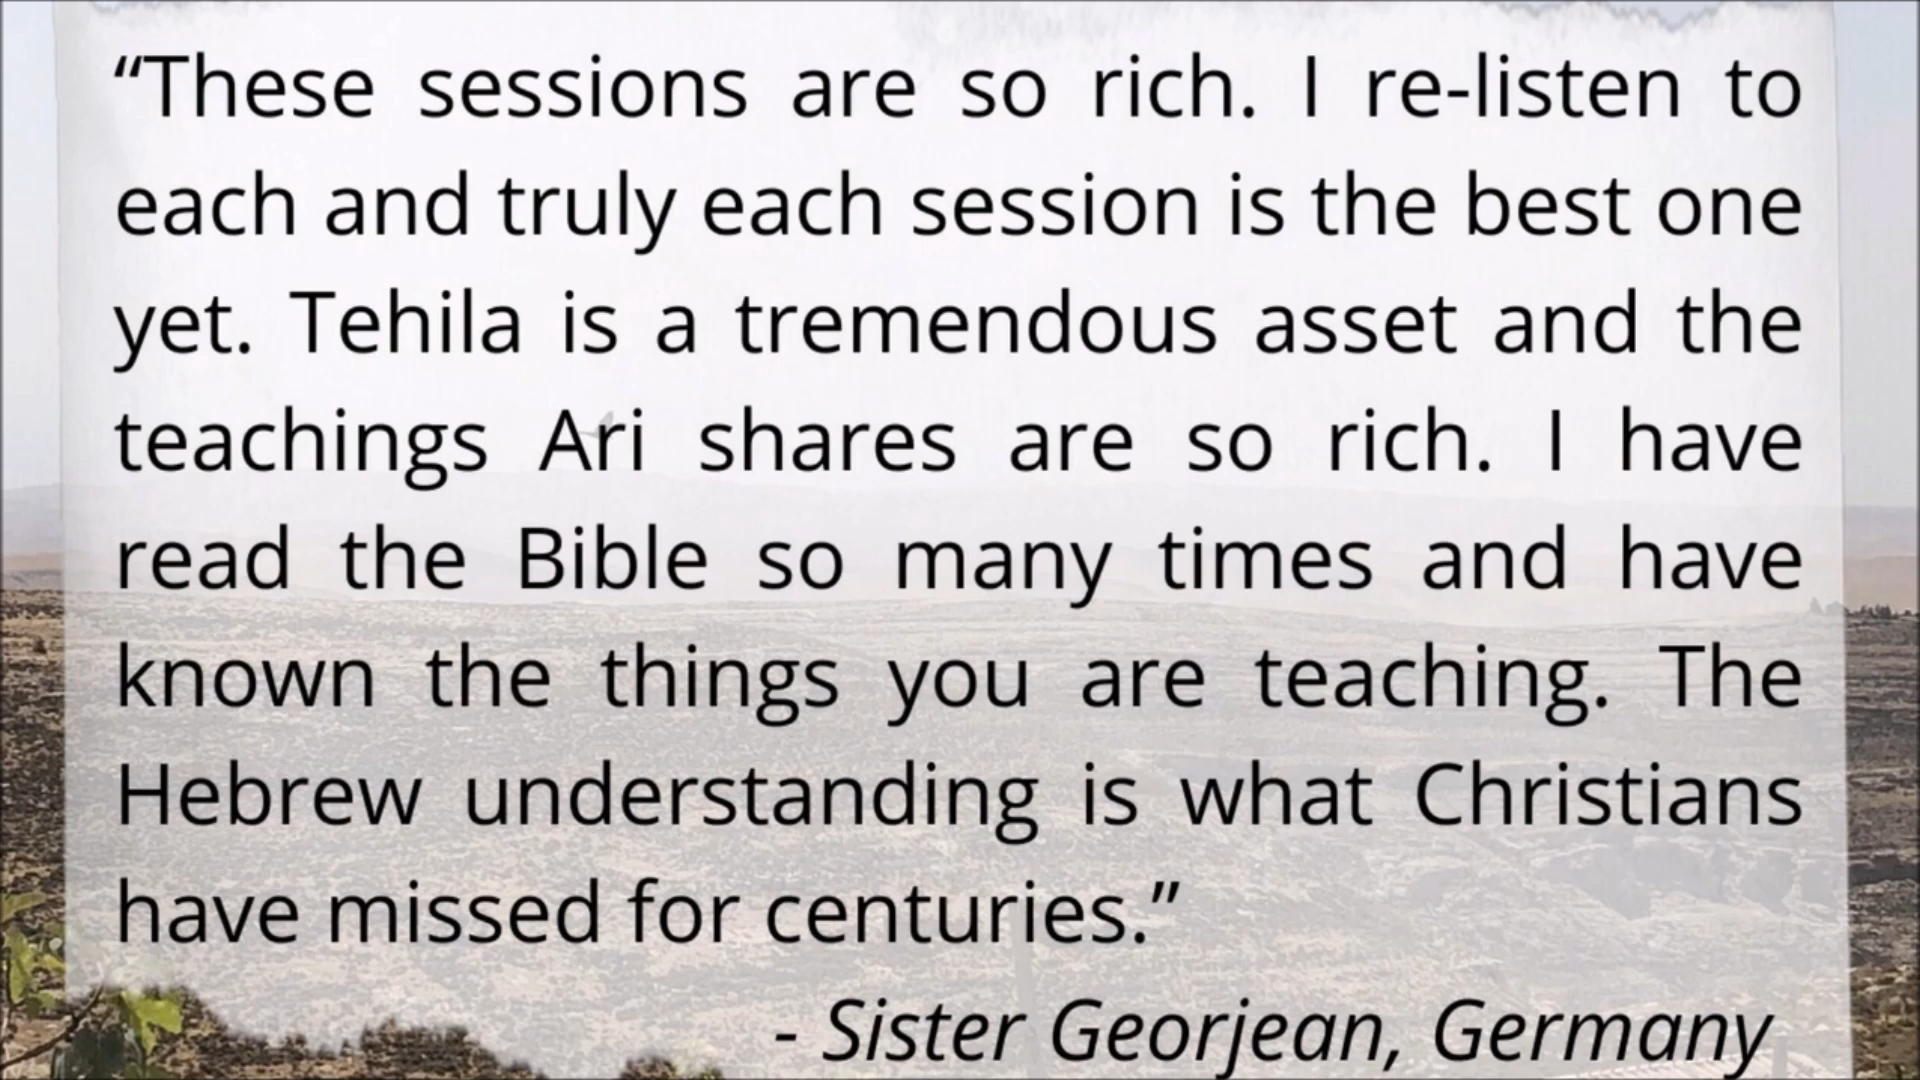 “These sessions are so rich. I re-listen to
each and truly each session is the best one
yet. Tehila is a tremendous asset and the
teachings Ari shares are so rich. I have
read the Bible so many times and have
known the things you are teaching. The
Hebrew understanding is what Christians
have missed for centuries.”
- Sister Georjean, Germany